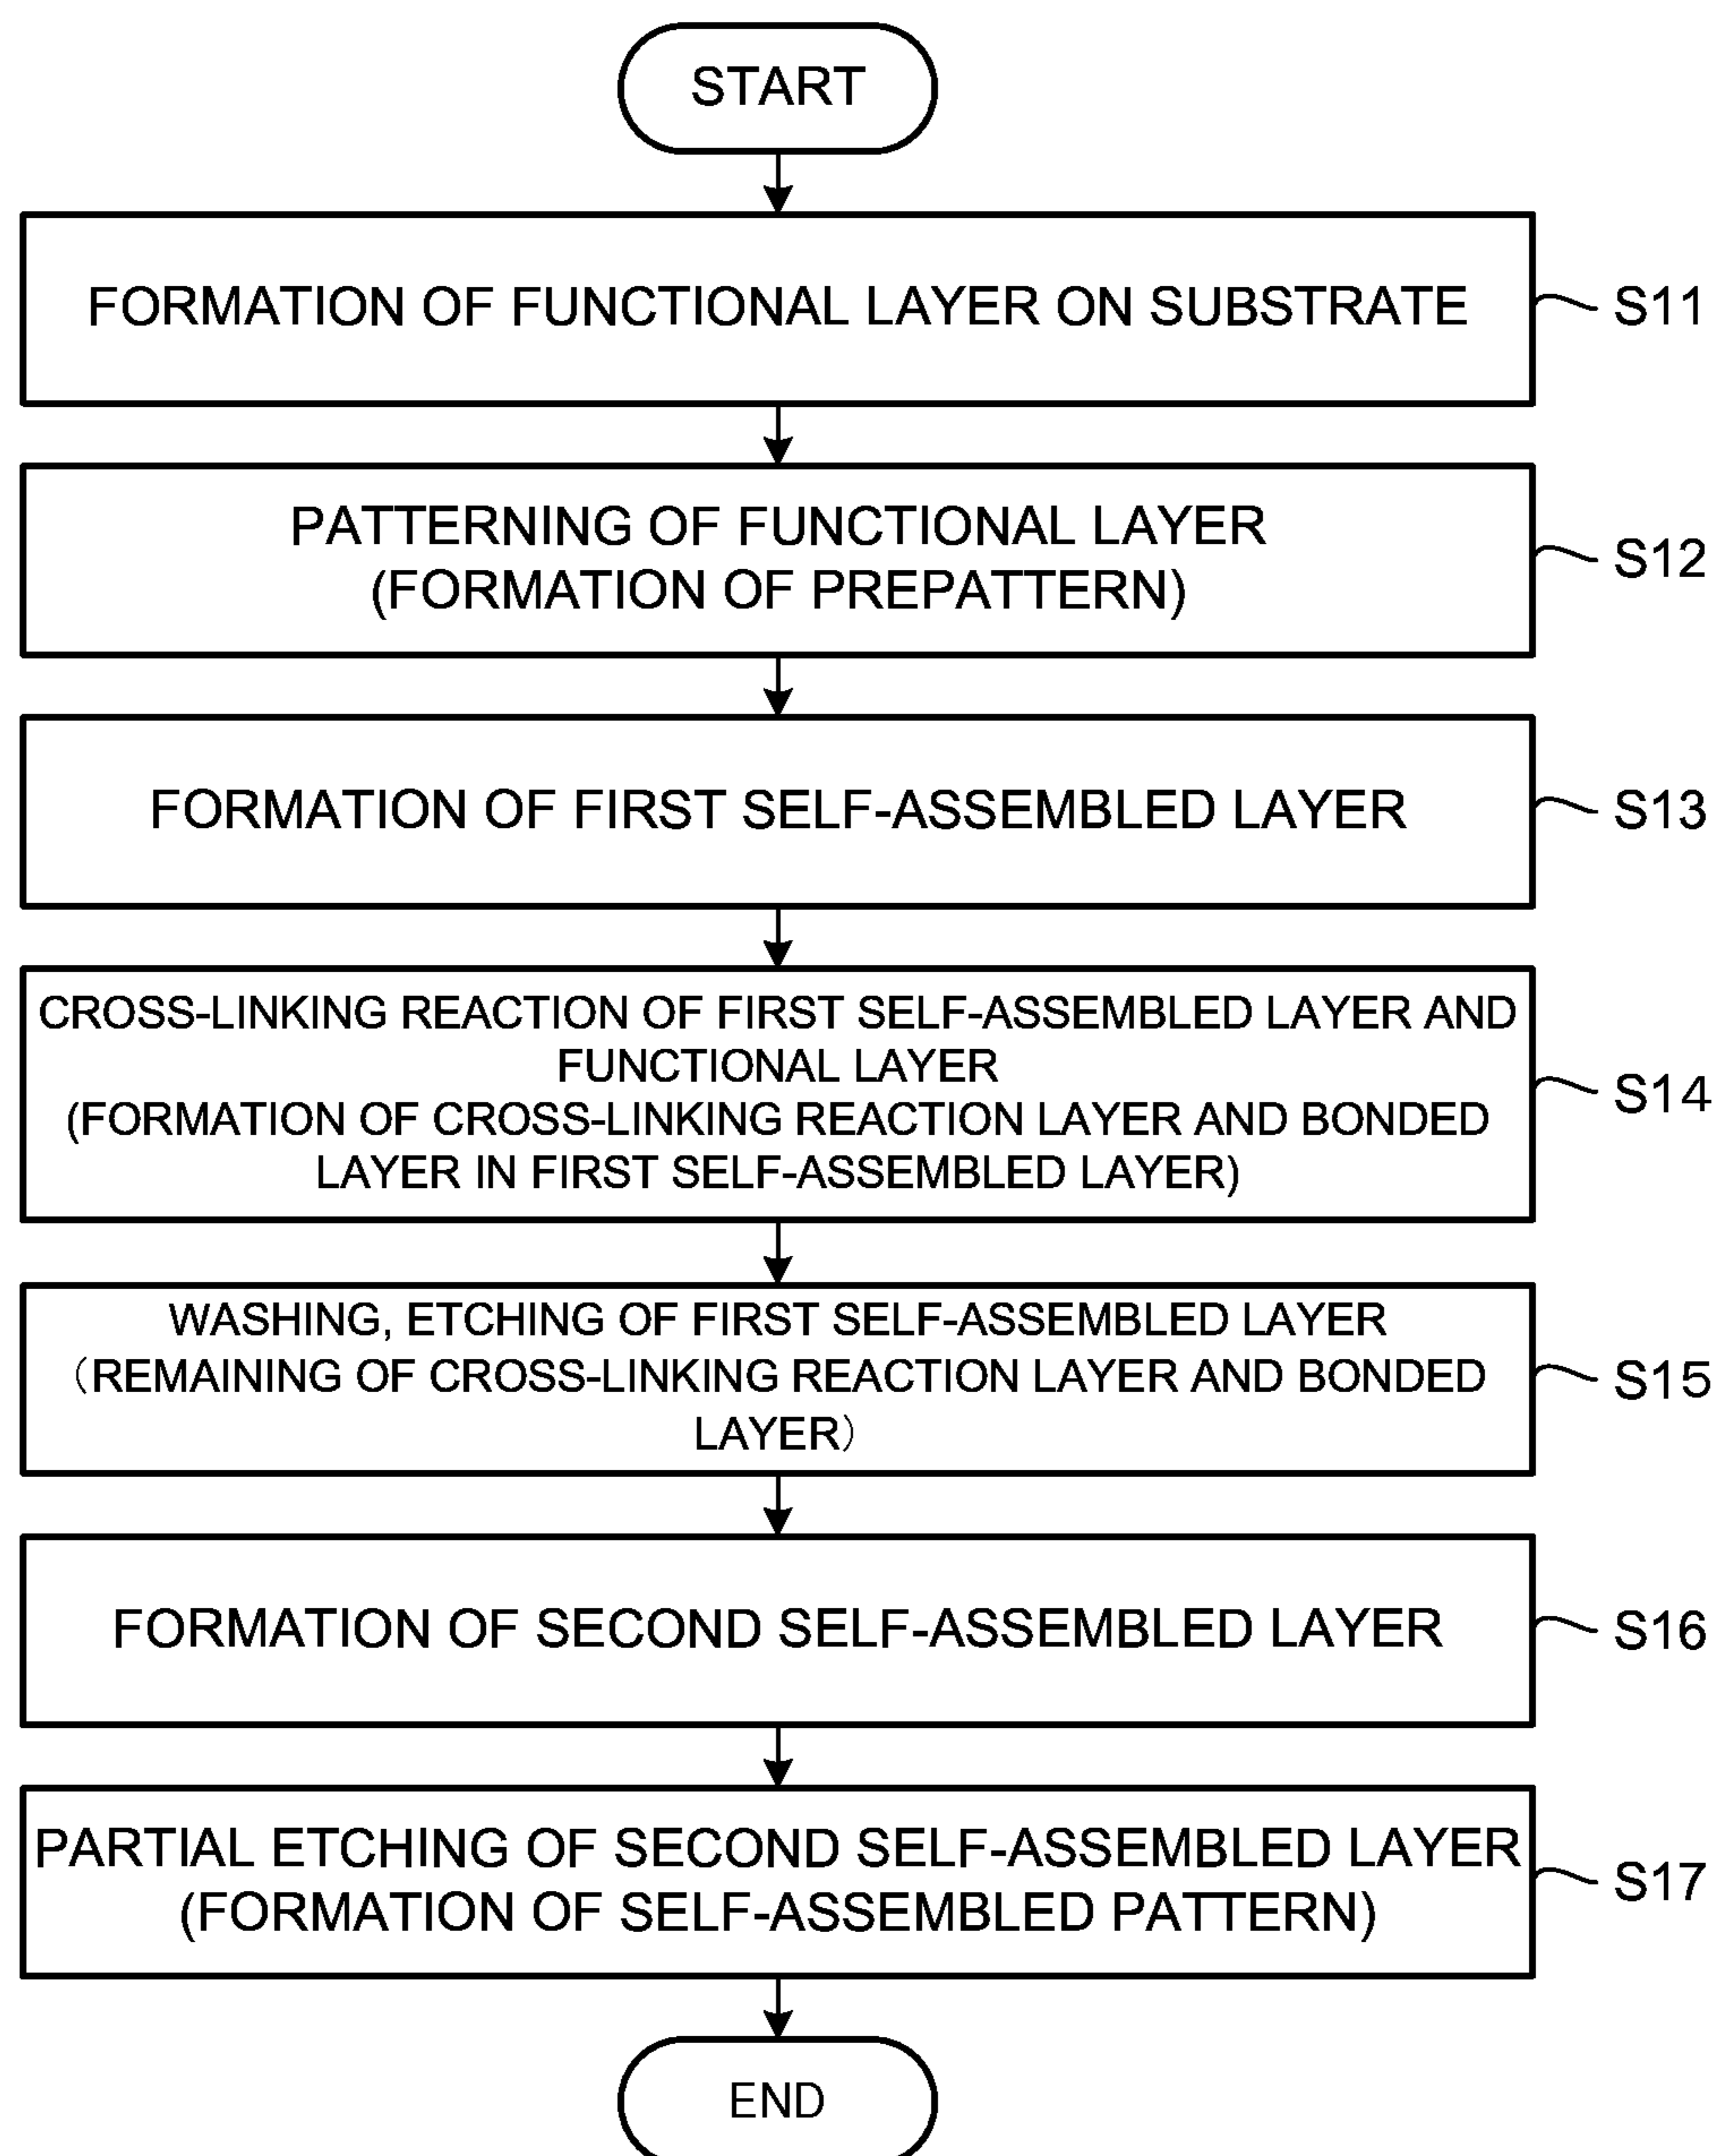 START
FORMATION OF FUNCTIONAL LAYER ON SUBSTRATE
S11
PATTERNING OF FUNCTIONAL LAYER
(FORMATION OF PREPATTERN)
S12
FORMATION OF FIRST SELF-ASSEMBLED LAYER
S13
CROSS-LINKING REACTION OF FIRST SELF-ASSEMBLED LAYER AND
FUNCTIONAL LAYER
(FORMATION OF CROSS-LINKING REACTION LAYER AND BONDED
LAYER IN FIRST SELF-ASSEMBLED LAYER)
S14
WASHING, ETCHING OF FIRST SELF-ASSEMBLED LAYER
(REMAINING OF CROSS-LINKING REACTION LAYER AND BONDED
LAYER)
S15
FORMATION OF SECOND SELF-ASSEMBLED LAYER
S16
PARTIAL ETCHING OF SECOND SELF-ASSEMBLED LAYER
(FORMATION OF SELF-ASSEMBLED PATTERN)
S17
END